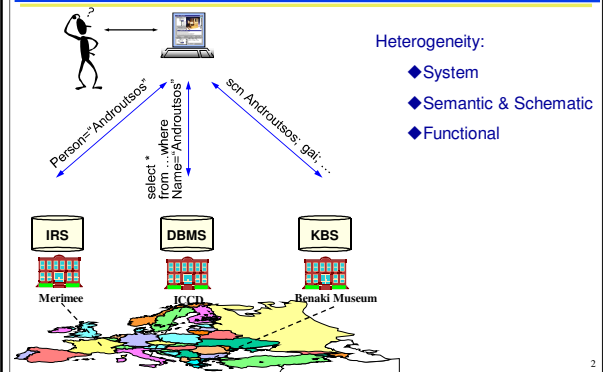 ?
Heterogeneity:
◆System
◆Semantic & Schematic
◆Functional
Person="Androutsos"
select *
from ...where
Name="Androutsos"
scn Androutsos; gai; ...
IRS
DBMS
KBS
Merimee
ICCD
Benaki Museum
2